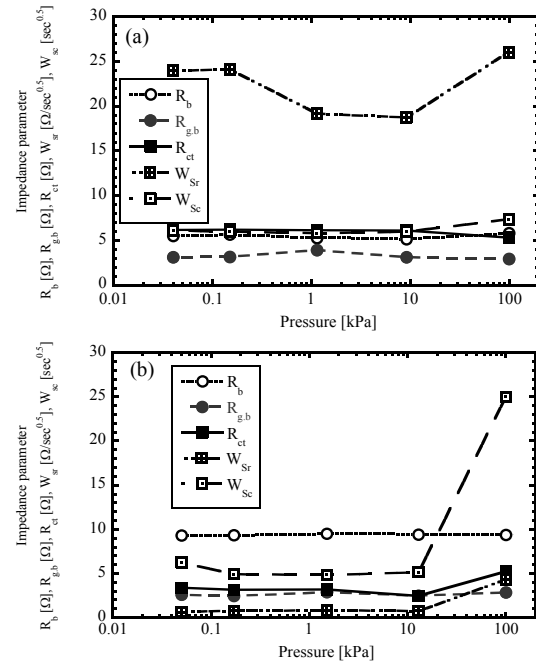 30
(a)
25
20
15
10
5
0
R_b
R_g.b
R_ct
W_Sr
W_Sc
0.01
0.1
1
10
100
Pressure [kPa]
Impedance parameter
R_b [Ω], R_g.b [Ω], R_ct [Ω], W_sr [Ω/sec^0.5], W_sc [sec^0.5]
30
(b)
25
20
15
10
5
0
R_b
R_g.b
R_ct
W_Sr
W_Sc
0.01
0.1
1
10
100
Pressure [kPa]
Impedance parameter
R_b [Ω], R_g.b [Ω], R_ct [Ω], W_sr [Ω/sec^0.5], W_sc [sec^0.5]